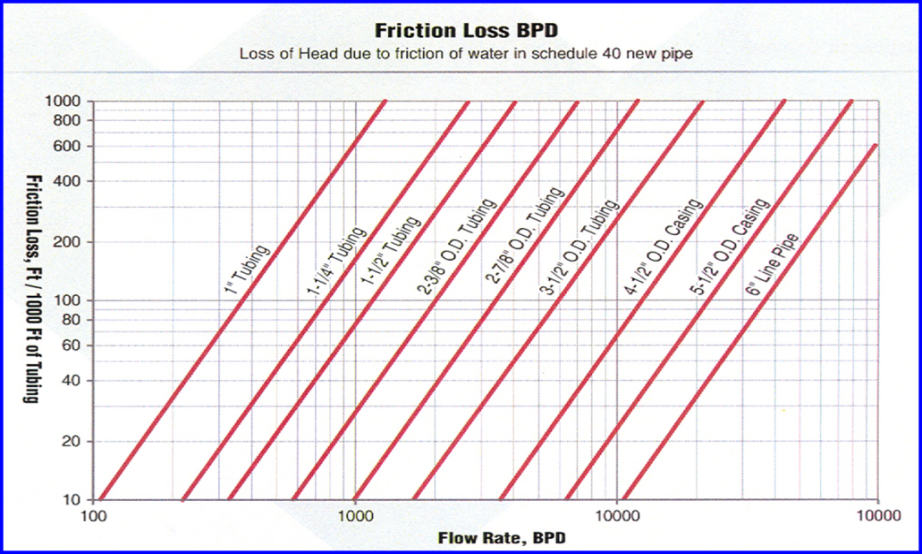 Friction Loss BPD
Loss of Head due to friction of water in schedule 40 new pipe
Friction Loss, Ft / 1000 Ft of Tubing
1000
800
600
400
200
100
80
60
40
20
10
1" Tubing
1-1/4" Tubing
1-1/2" Tubing
2-3/8" O.D. Tubing
2-7/8" O.D. Tubing
3-1/2" O.D. Tubing
4-1/2" O.D. Casing
5-1/2" O.D. Casing
6" Line Pipe
100 1000 10000 10000
Flow Rate, BPD